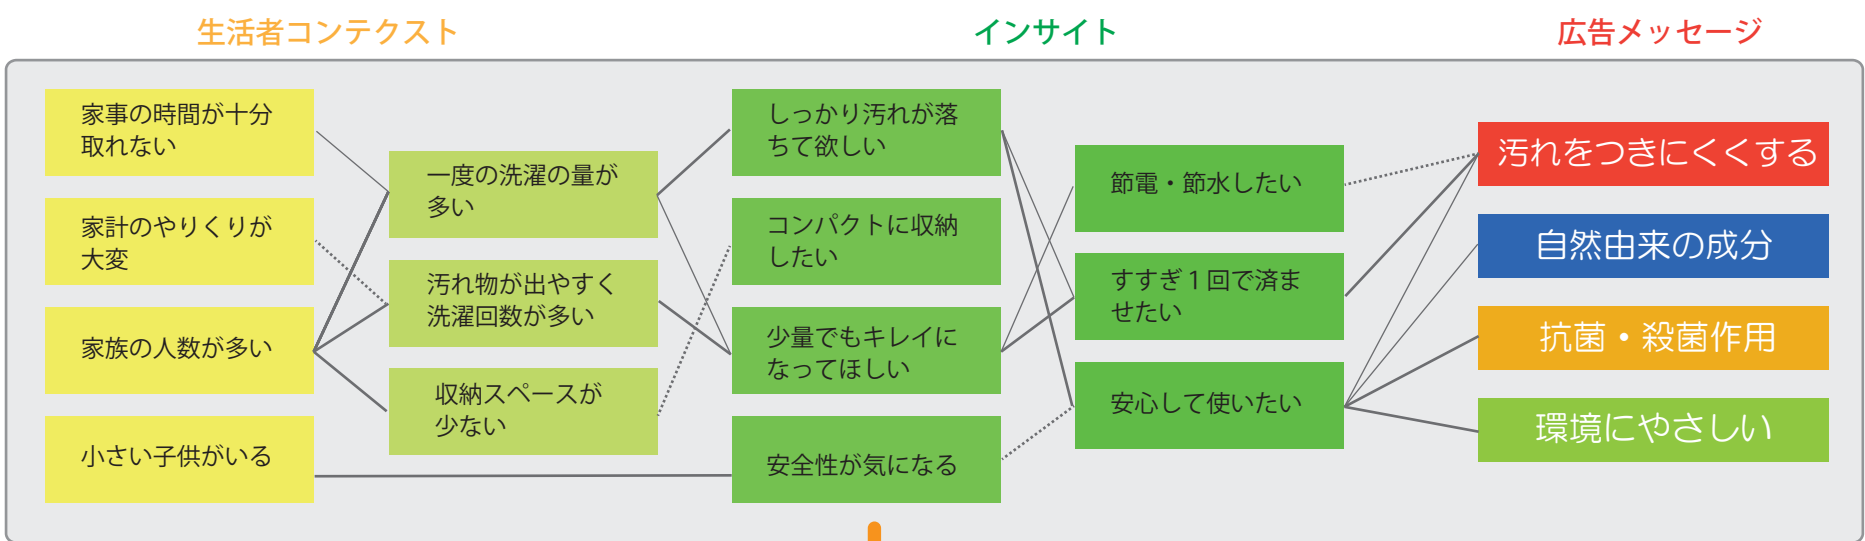 生活者コンテクスト
インサイト
広告メッセージ
家事の時間が十分
取れない
家計のやりくりが
大変
家族の人数が多い
小さい子供がいる
一度の洗濯の量が
多い
汚れ物が出やすく
洗濯回数が多い
収納スペースが
少ない
しっかり汚れが落
ちて欲しい
コンパクトに収納
したい
少量でもキレイに
なってほしい
安全性が気になる
節電・節水したい
すすぎ1回で済ま
せたい
安心して使いたい
汚れをつきにくくする
自然由来の成分
抗菌・殺菌作用
環境にやさしい